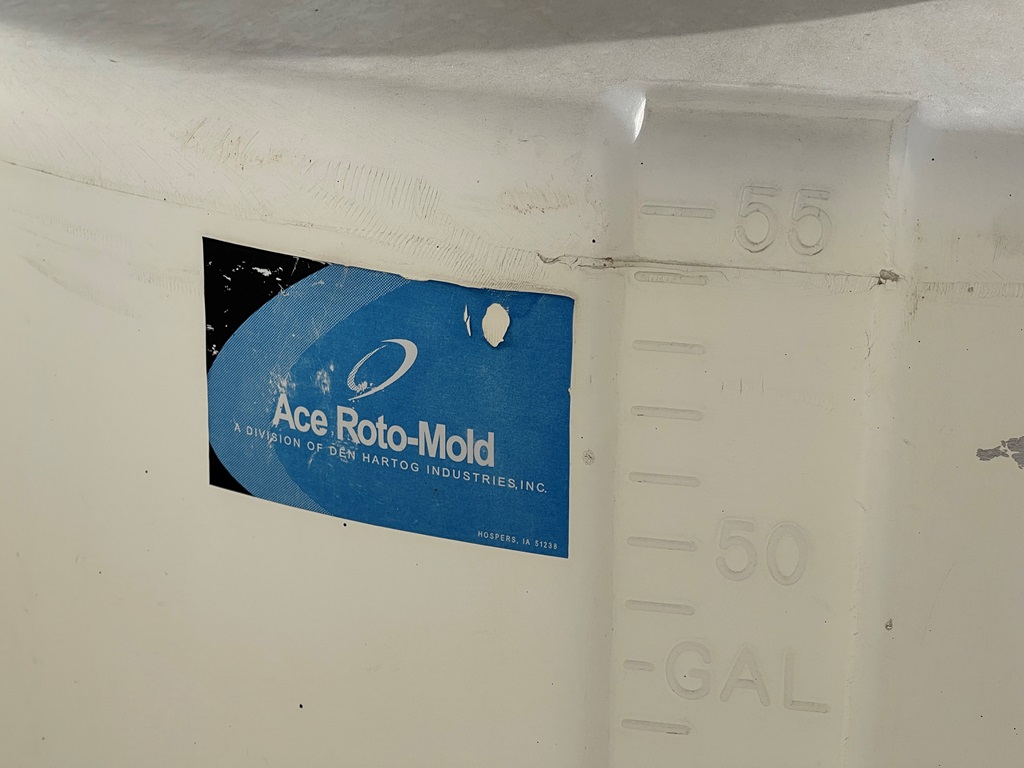 Ace Roto-Mold
A DIVISION OF DEN HARTOG INDUSTRIES, INC.
HOSPERS, IA 51238
55
50
GAL